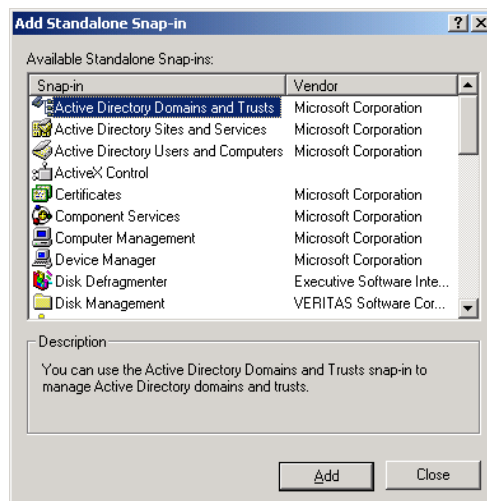 Add Standalone Snap-in
Available Standalone Snap-ins:
Snap-in Vendor
Active Directory Domains and Trusts Microsoft Corporation
Active Directory Sites and Services Microsoft Corporation
Active Directory Users and Computers Microsoft Corporation
ActiveX Control
Certificates Microsoft Corporation
Component Services Microsoft Corporation
Computer Management Microsoft Corporation
Device Manager Microsoft Corporation
Disk Defragmenter Executive Software Inte...
Disk Management VERITAS Software Cor...
Description
You can use the Active Directory Domains and Trusts snap-in to
manage Active Directory domains and trusts.
Add Close